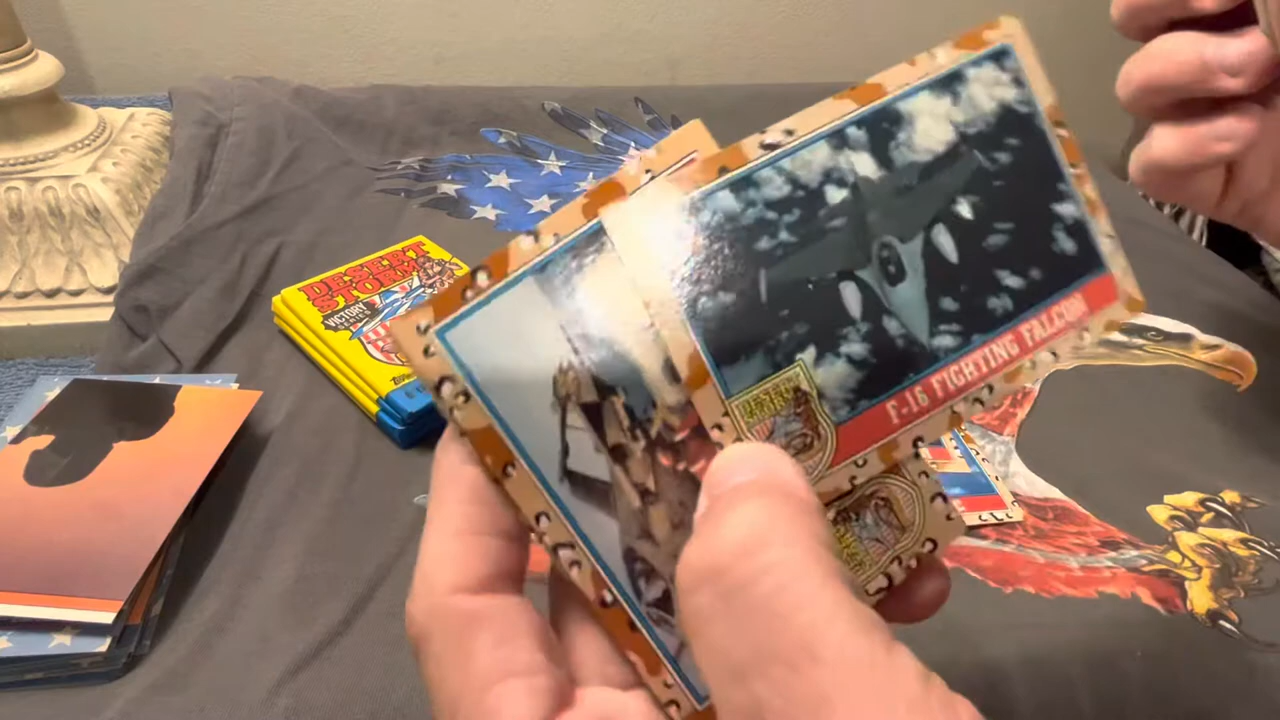 DESERT
STORM
VICTORY
SERIES
F-16 FIGHTING FALCON